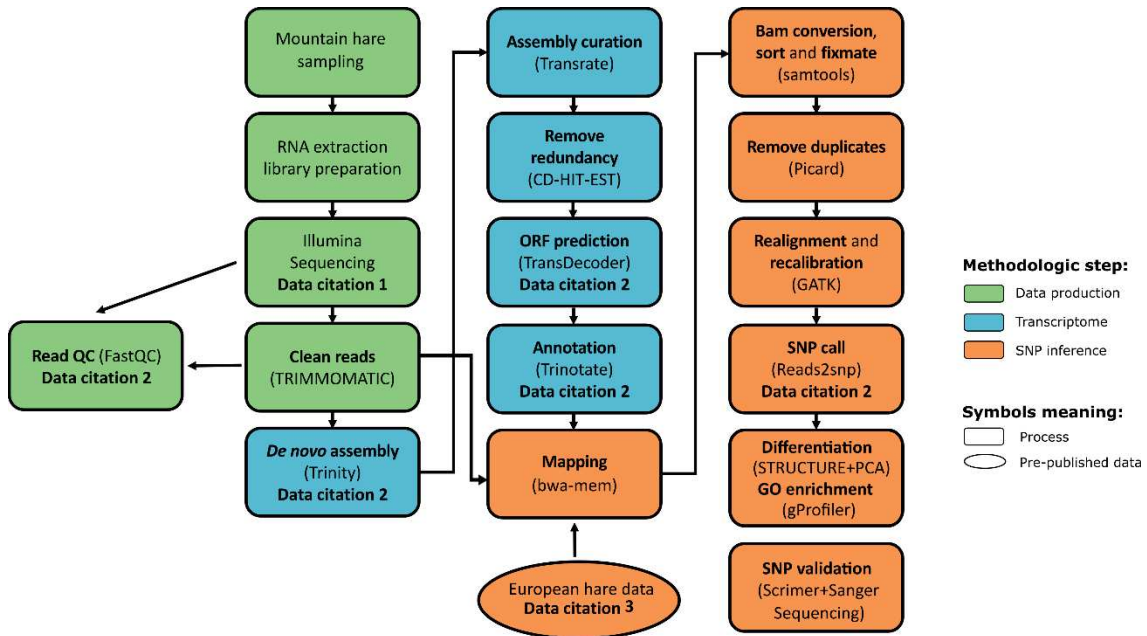 Mountain hare
sampling
RNA extraction
library preparation
Illumina
Sequencing
Data citation 1
Read QC (FastQC)
Data citation 2
Clean reads
(TRIMMOMATIC)
De novo assembly
(Trinity)
Data citation 2
Assembly curation
(Transrate)
Remove
redundancy
(CD-HIT-EST)
ORF prediction
(TransDecoder)
Data citation 2
Annotation
(Trinotate)
Data citation 2
Mapping
(bwa-mem)
European hare data
Data citation 3
Bam conversion,
sort and fixmate
(samtools)
Remove duplicates
(Picard)
Realignment and
recalibration
(GATK)
SNP call
(Reads2snp)
Data citation 2
Differentiation
(STRUCTURE+PCA)
GO enrichment
(gProfiler)
SNP validation
(Scrimer+Sanger
Sequencing)
Methodologic step:
Data production
Transcriptome
SNP inference
Symbols meaning:
Process
Pre-published data